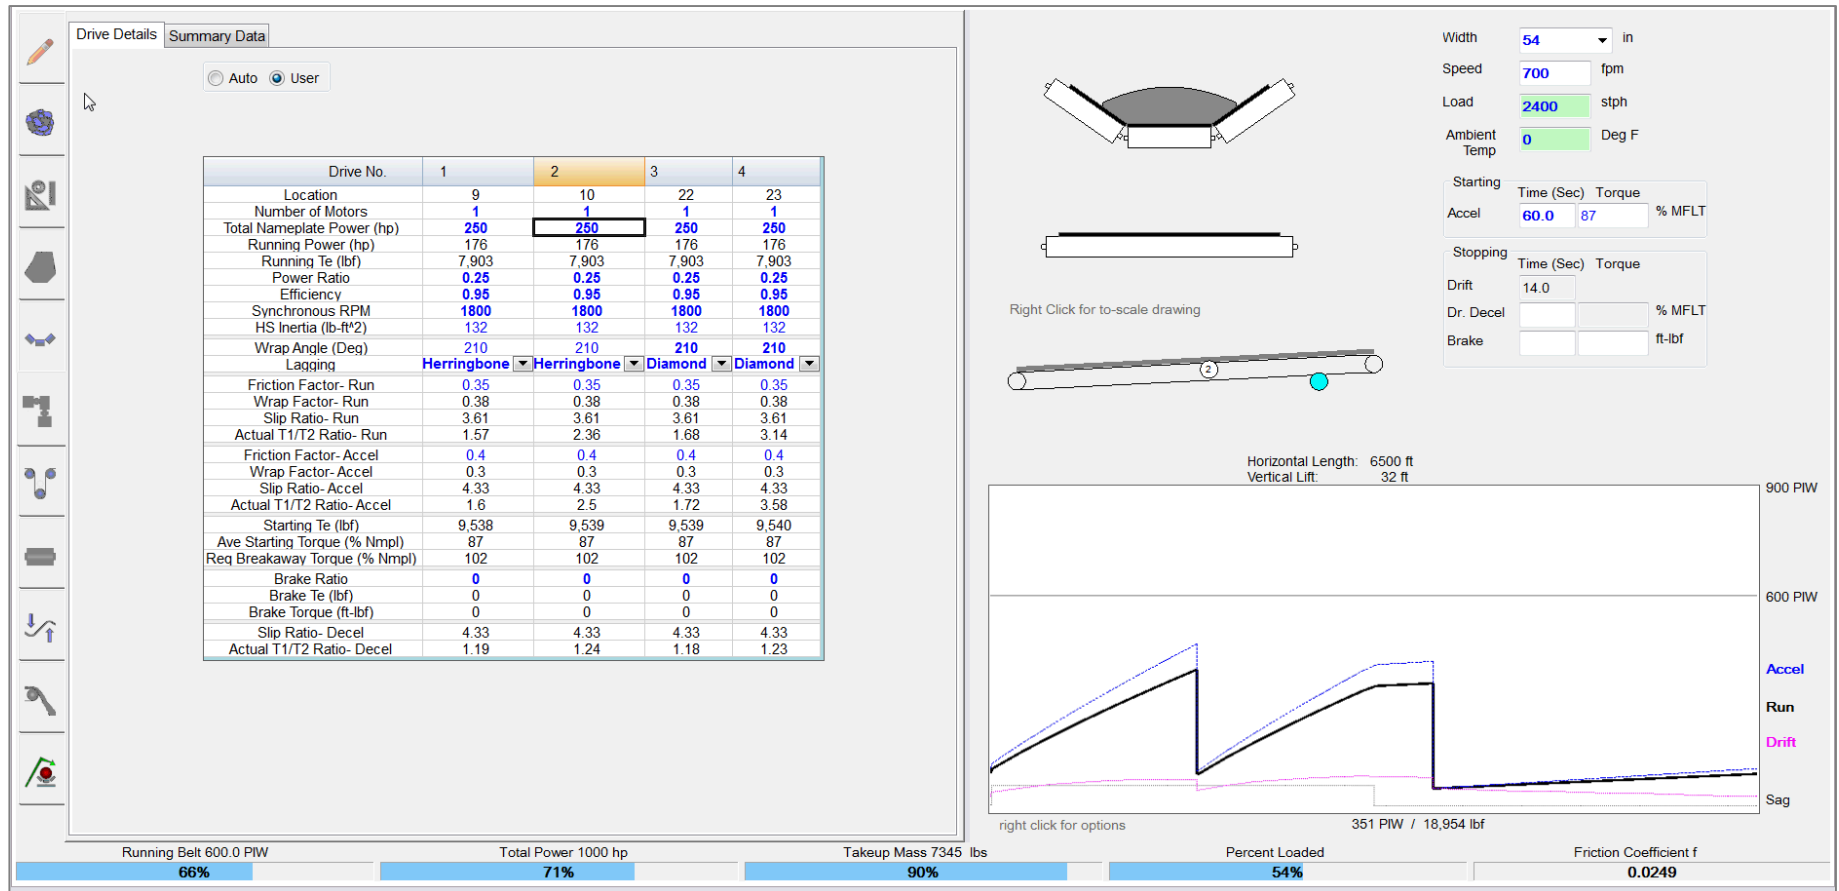 Drive Details Summary Data
Auto User
Drive No. 1 2 3 4
Location 9 10 22 23
Number of Motors 1 1 1 1
Total Nameplate Power (hp) 250 250 250 250
Running Power (hp) 176 176 176 176
Running Te (lbf) 7,903 7,903 7,903 7,903
Power Ratio 0.25 0.25 0.25 0.25
Efficiency 0.95 0.95 0.95 0.95
Synchronous RPM 1800 1800 1800 1800
HS Inertia (lb-ft^2) 132 132 132 132
Wrap Angle (Deg) 210 210 210 210
Lagging Herringbone Herringbone Diamond Diamond
Friction Factor- Run 0.35 0.35 0.35 0.35
Wrap Factor- Run 0.38 0.38 0.38 0.38
Slip Ratio- Run 3.61 3.61 3.61 3.61
Actual T1/T2 Ratio- Run 1.57 2.36 1.68 3.14
Friction Factor- Accel 0.4 0.4 0.4 0.4
Wrap Factor- Accel 0.3 0.3 0.3 0.3
Slip Ratio- Accel 4.33 4.33 4.33 4.33
Actual T1/T2 Ratio- Accel 1.6 2.5 1.72 3.58
Starting Te (lbf) 9,538 9,539 9,539 9,540
Ave Starting Torque (% Nmpl) 87 87 87 87
Req Breakaway Torque (% Nmpl) 102 102 102 102
Brake Ratio 0 0 0 0
Brake Te (lbf) 0 0 0 0
Brake Torque (ft-lbf) 0 0 0 0
Slip Ratio- Decel 4.33 4.33 4.33 4.33
Actual T1/T2 Ratio- Decel 1.19 1.24 1.18 1.23
Width 54 in
Speed 700 fpm
Load 2400 stph
Ambient Temp 0 Deg F
Starting
Time (Sec) Torque
Accel 60.0 87 % MFLT
Stopping
Time (Sec) Torque
Drift 14.0
Dr. Decel % MFLT
Brake ft-lbf
Right Click for to-scale drawing
2
Horizontal Length: 6500 ft
Vertical Lift: 32 ft
900 PIW
600 PIW
Accel
Run
Drift
Sag
right click for options 351 PIW / 18,954 lbf
Running Belt 600.0 PIW Total Power 1000 hp Takeup Mass 7345 lbs Percent Loaded Friction Coefficient f
66% 71% 90% 54% 0.0249